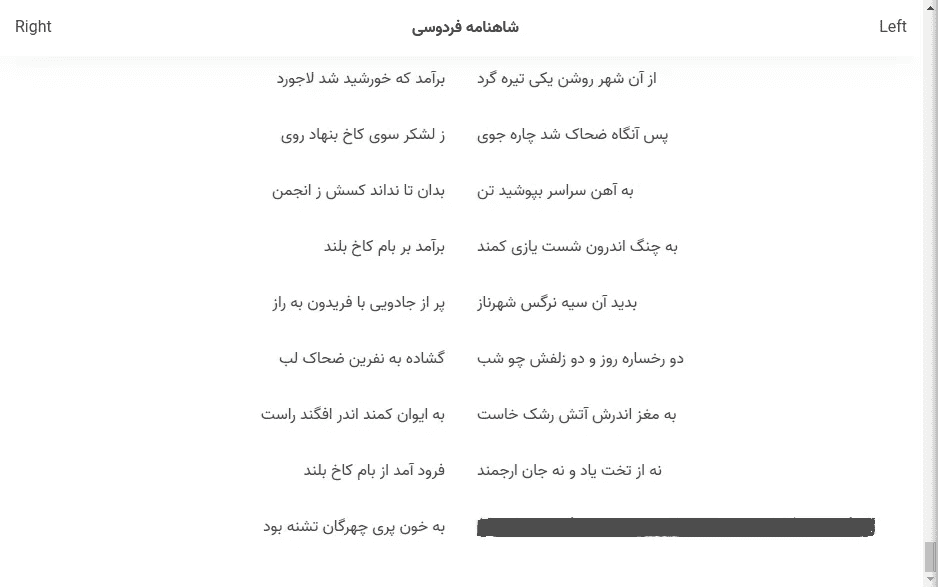 Right شاهنامه فردوسی Left
از آن شهر روشن یکی تیره گرد برآمد که خورشید شد لاجورد
پس آنگاه ضحاک شد چاره جوی ز لشکر سوی کاخ بنهاد روی
به آهن سراسر بپوشید تن بدان تا نداند کسش ز انجمن
به چنگ اندرون شست یازی کمند برآمد بر بام کاخ بلند
بدید آن سیه نرگس شهرناز پر از جادویی با فریدون به راز
دو رخساره روز و دو زلفش چو شب گشاده به نفرین ضحاک لب
به مغز اندرش آتش رشک خاست به ایوان کمند اندر افگند راست
نه از تخت یاد و نه جان ارجمند فرود آمد از بام کاخ بلند
به خون پری چهرگان تشنه بود